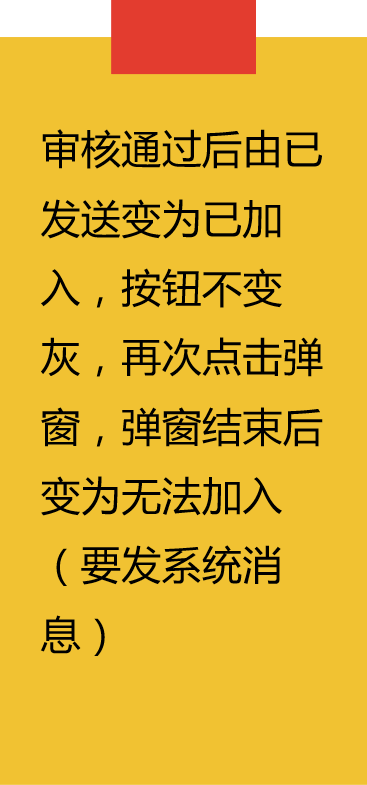 审核通过后由已
发送变为已加
入，按钮不变
灰，再次点击弹
窗，弹窗结束后
变为无法加入
（要发系统消
息）